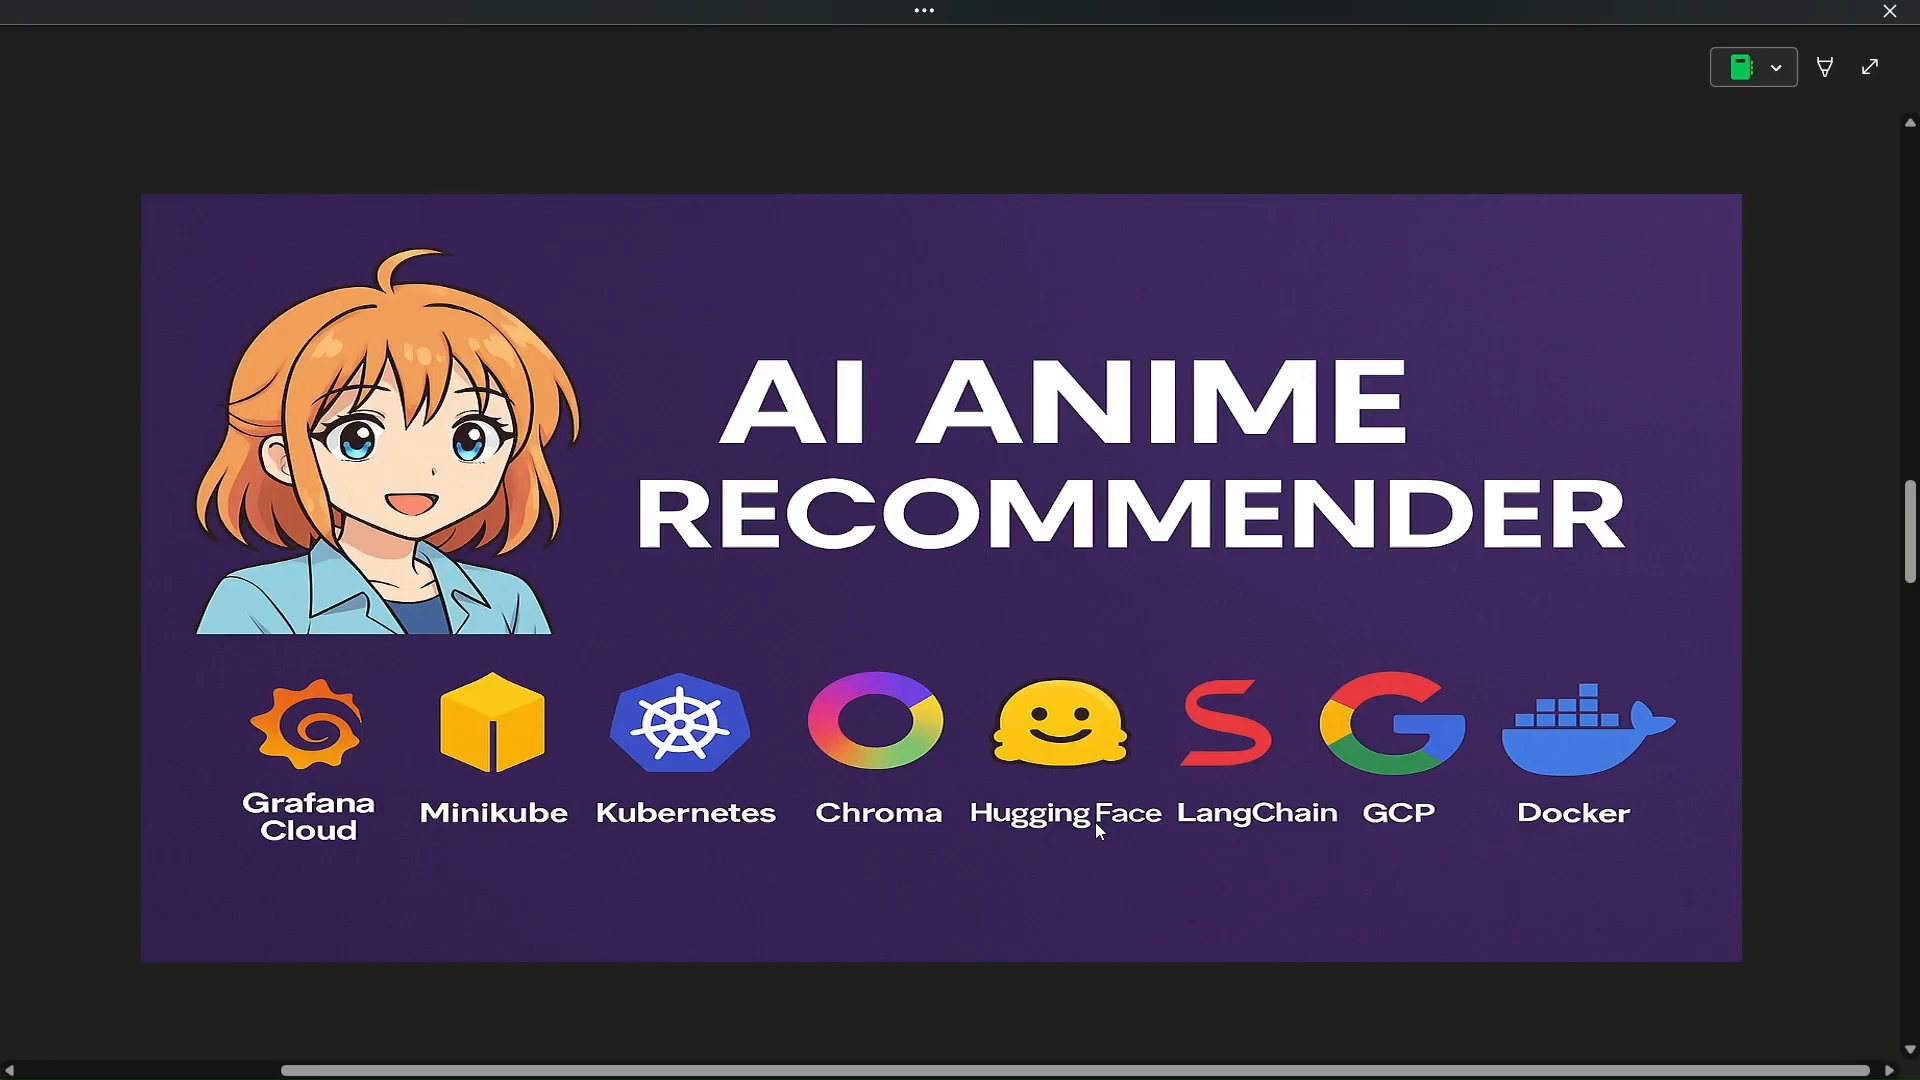 AI ANIME
RECOMMENDER
Grafana
Cloud
Minikube
Kubernetes
Chroma
Hugging Face
LangChain
GCP
Docker